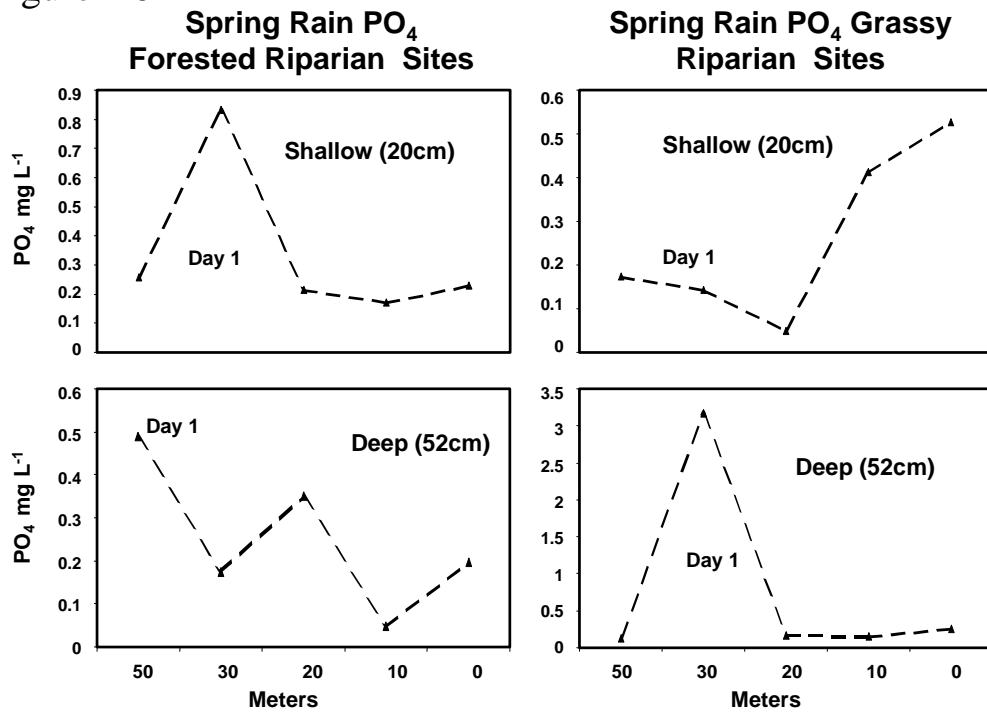 Spring Rain PO4
Forested Riparian Sites
Spring Rain PO4 Grassy
Riparian Sites
PO4 mg L-1
0.9
0.8
0.7
0.6
0.5
0.4
0.3
0.2
0.1
0
Shallow (20cm)
Day 1
0.6
0.5
0.4
0.3
0.2
0.1
0
Shallow (20cm)
Day 1
PO4 mg L-1
0.6
0.5
0.4
0.3
0.2
0.1
0
Day 1
Deep (52cm)
50 30 20 10 0
Meters
3.5
3
2.5
2
1.5
1
0.5
0
Deep (52cm)
Day 1
50 30 20 10 0
Meters